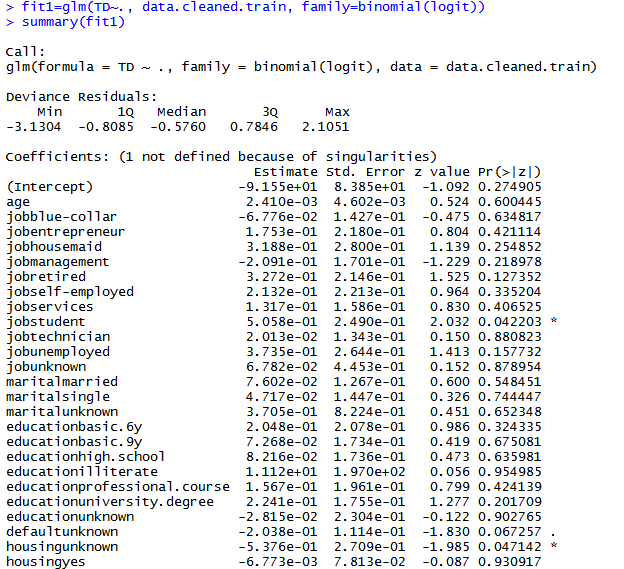 > fit1=glm(TD~., data.cleaned.train, family=binomial(logit))
> summary(fit1)
Call:
glm(formula = TD ~ ., family = binomial(logit), data = data.cleaned.train)
Deviance Residuals:
Min 1Q Median 3Q Max
-3.1304 -0.8085 -0.5760 0.7846 2.1051
Coefficients: (1 not defined because of singularities)
Estimate Std. Error z value Pr(>|z|)
(Intercept) -9.155e+01 8.385e+01 -1.092 0.274905
age 2.410e-03 4.602e-03 0.524 0.600445
jobblue-collar -6.776e-02 1.427e-01 -0.475 0.634817
jobentrepreneur 1.753e-01 2.180e-01 0.804 0.421114
jobhousemaid 3.188e-01 2.800e-01 1.139 0.254852
jobmanagement -2.091e-01 1.701e-01 -1.229 0.218978
jobretired 3.272e-01 2.146e-01 1.525 0.127352
jobself-employed 2.132e-01 2.213e-01 0.964 0.335204
jobservices 1.317e-01 1.586e-01 0.830 0.406525
jobstudent 5.058e-01 2.490e-01 2.032 0.042203 *
jobtechnician 2.013e-02 1.343e-01 0.150 0.880823
jobunemployed 3.735e-01 2.644e-01 1.413 0.157732
jobunknown 6.782e-02 4.453e-01 0.152 0.878954
maritalmarried 7.602e-02 1.267e-01 0.600 0.548451
maritalsingle 4.717e-02 1.447e-01 0.326 0.744447
maritalunknown 3.705e-01 8.224e-01 0.451 0.652348
educationbasic.6y 2.048e-01 2.078e-01 0.986 0.324335
educationbasic.9y 7.268e-02 1.734e-01 0.419 0.675081
educationhigh.school 8.216e-02 1.736e-01 0.473 0.635981
educationilliterate 1.112e+01 1.970e+02 0.056 0.954985
educationprofessional.course 1.567e-01 1.961e-01 0.799 0.424139
educationuniversity.degree 2.241e-01 1.755e-01 1.277 0.201709
educationunknown -2.815e-02 2.304e-01 -0.122 0.902765
defaultunknown -2.038e-01 1.114e-01 -1.830 0.067257 .
housingunknown -5.376e-01 2.709e-01 -1.985 0.047142 *
housingyes -6.773e-03 7.813e-02 -0.087 0.930917